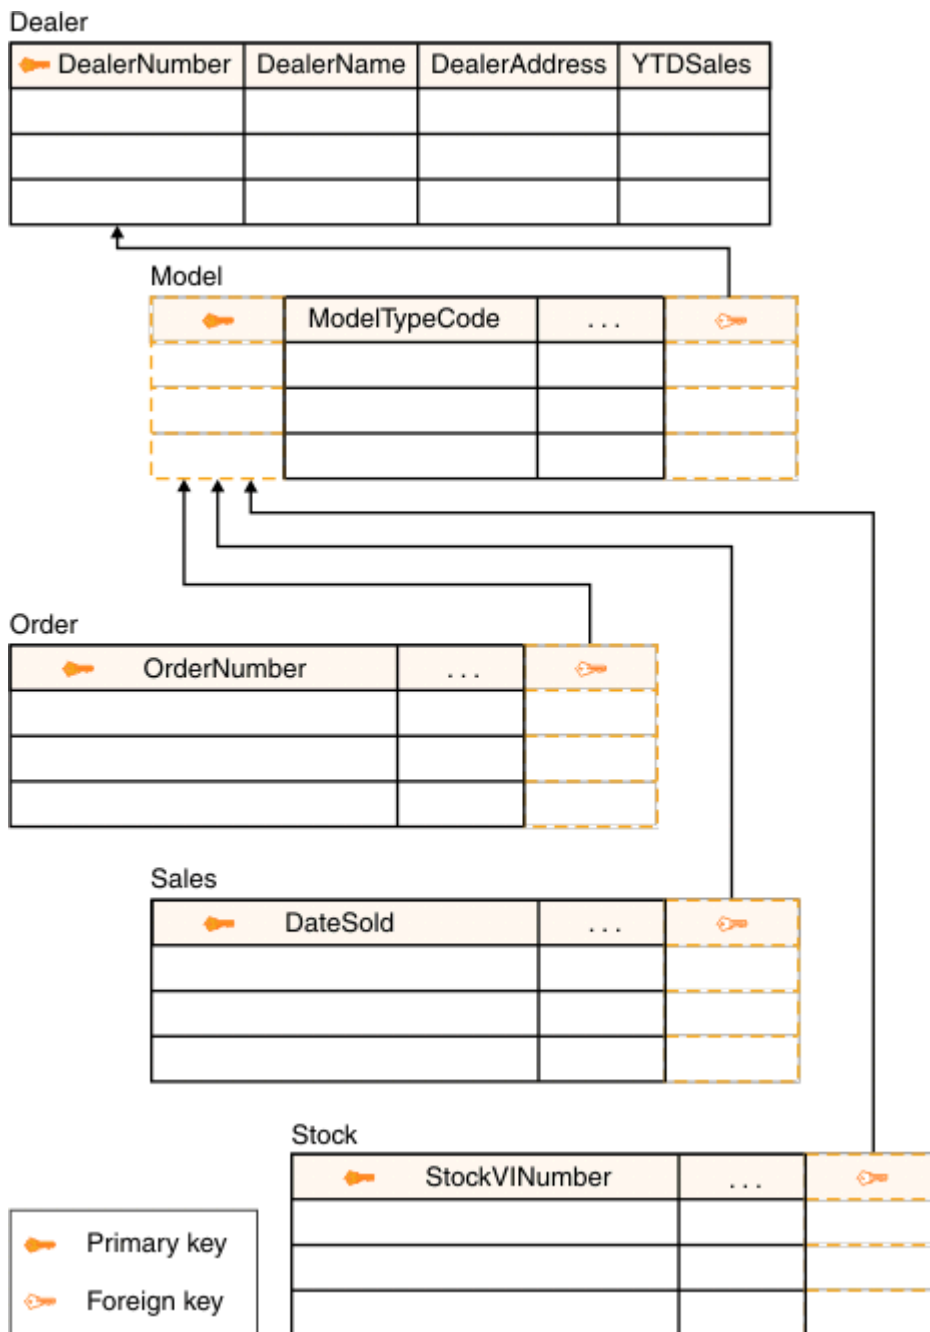 Dealer
DealerNumber DealerName DealerAddress YTDSales
Model
ModelTypeCode ...
Order
OrderNumber ...
Sales
DateSold ...
Stock
StockVINumber ...
Primary key
Foreign key